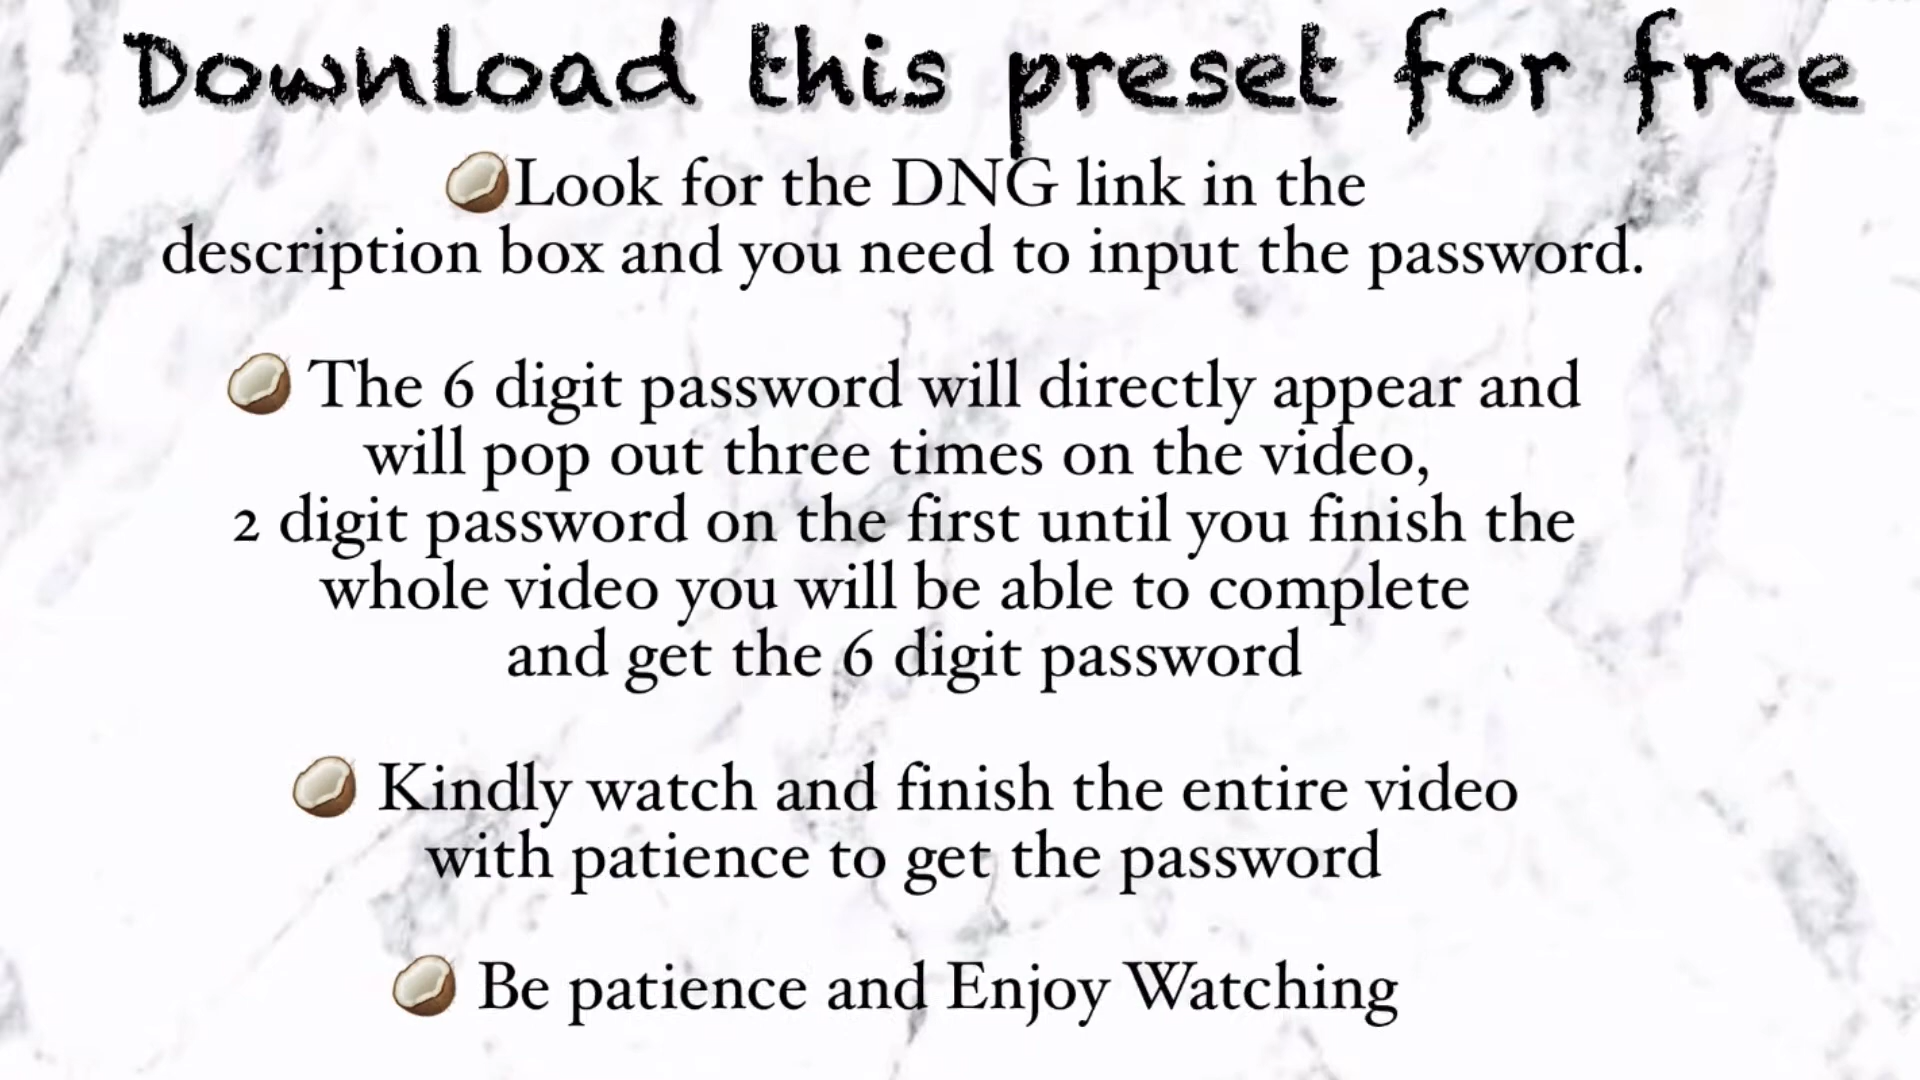 Download this preset for free
🥥Look for the DNG link in the
description box and you need to input the password.
🥥 The 6 digit password will directly appear and
will pop out three times on the video,
2 digit password on the first until you finish the
whole video you will be able to complete
and get the 6 digit password
🥥 Kindly watch and finish the entire video
with patience to get the password
🥥 Be patience and Enjoy Watching